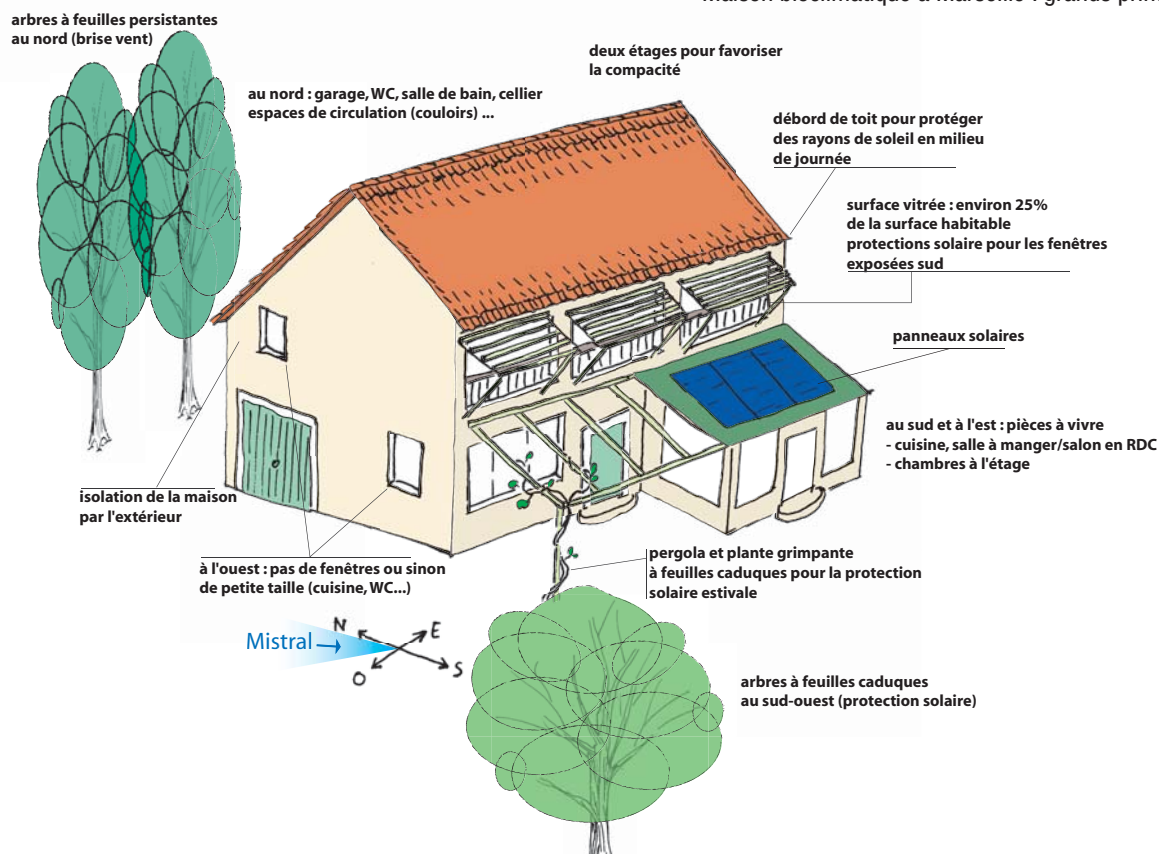 Maison bioclimatique à Marseille : grands prin
arbres à feuilles persistantes
au nord (brise vent)
deux étages pour favoriser
la compacité
au nord : garage, WC, salle de bain, cellier
espaces de circulation (couloirs) ...
débord de toit pour protéger
des rayons de soleil en milieu
de journée
surface vitrée : environ 25%
de la surface habitable
protections solaire pour les fenêtres
exposées sud
panneaux solaires
au sud et à l'est : pièces à vivre
- cuisine, salle à manger/salon en RDC
- chambres à l'étage
isolation de la maison
par l'extérieur
à l'ouest : pas de fenêtres ou sinon
de petite taille (cuisine, WC...)
pergola et plante grimpante
à feuilles caduques pour la protection
solaire estivale
N
E
Mistral
O
S
arbres à feuilles caduques
au sud-ouest (protection solaire)